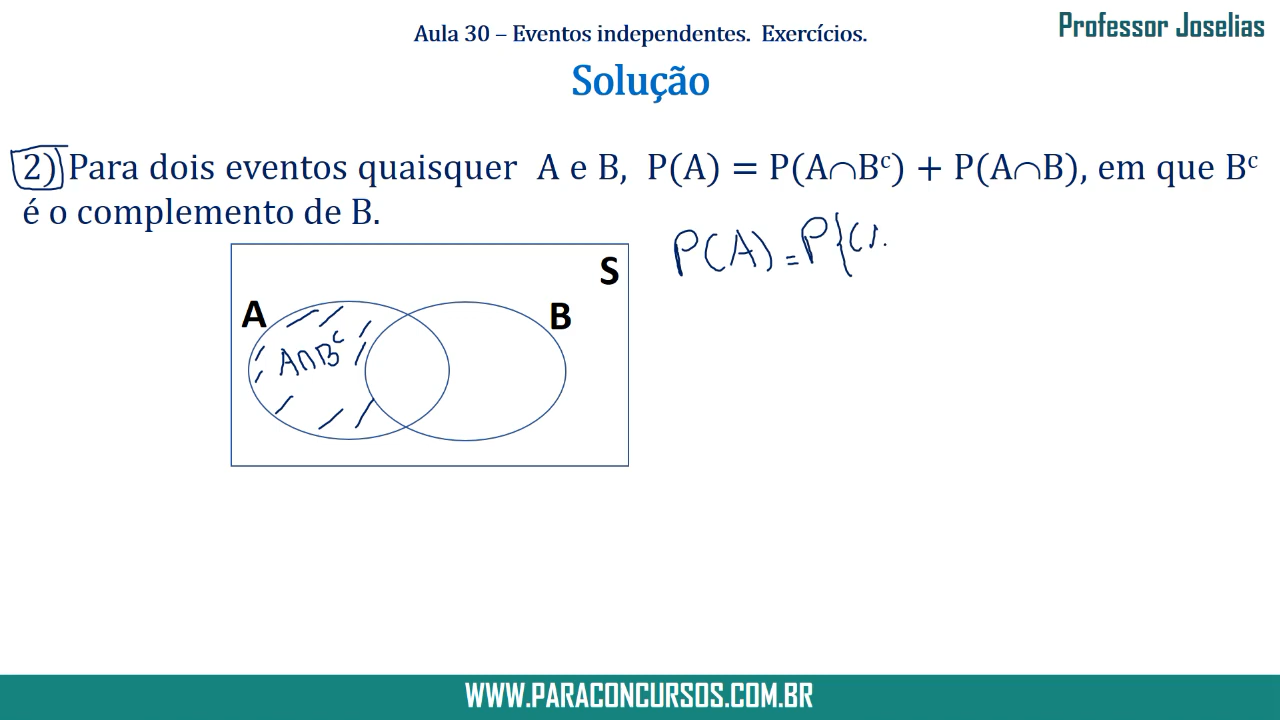 Professor Joselias
Aula 30 – Eventos independentes. Exercícios.
Solução
2) Para dois eventos quaisquer A e B, P(A) = P(A∩Bᶜ) + P(A∩B), em que Bᶜ
é o complemento de B.
P(A) = P{(
S
A
B
A∩Bᶜ
WWW.PARACONCURSOS.COM.BR